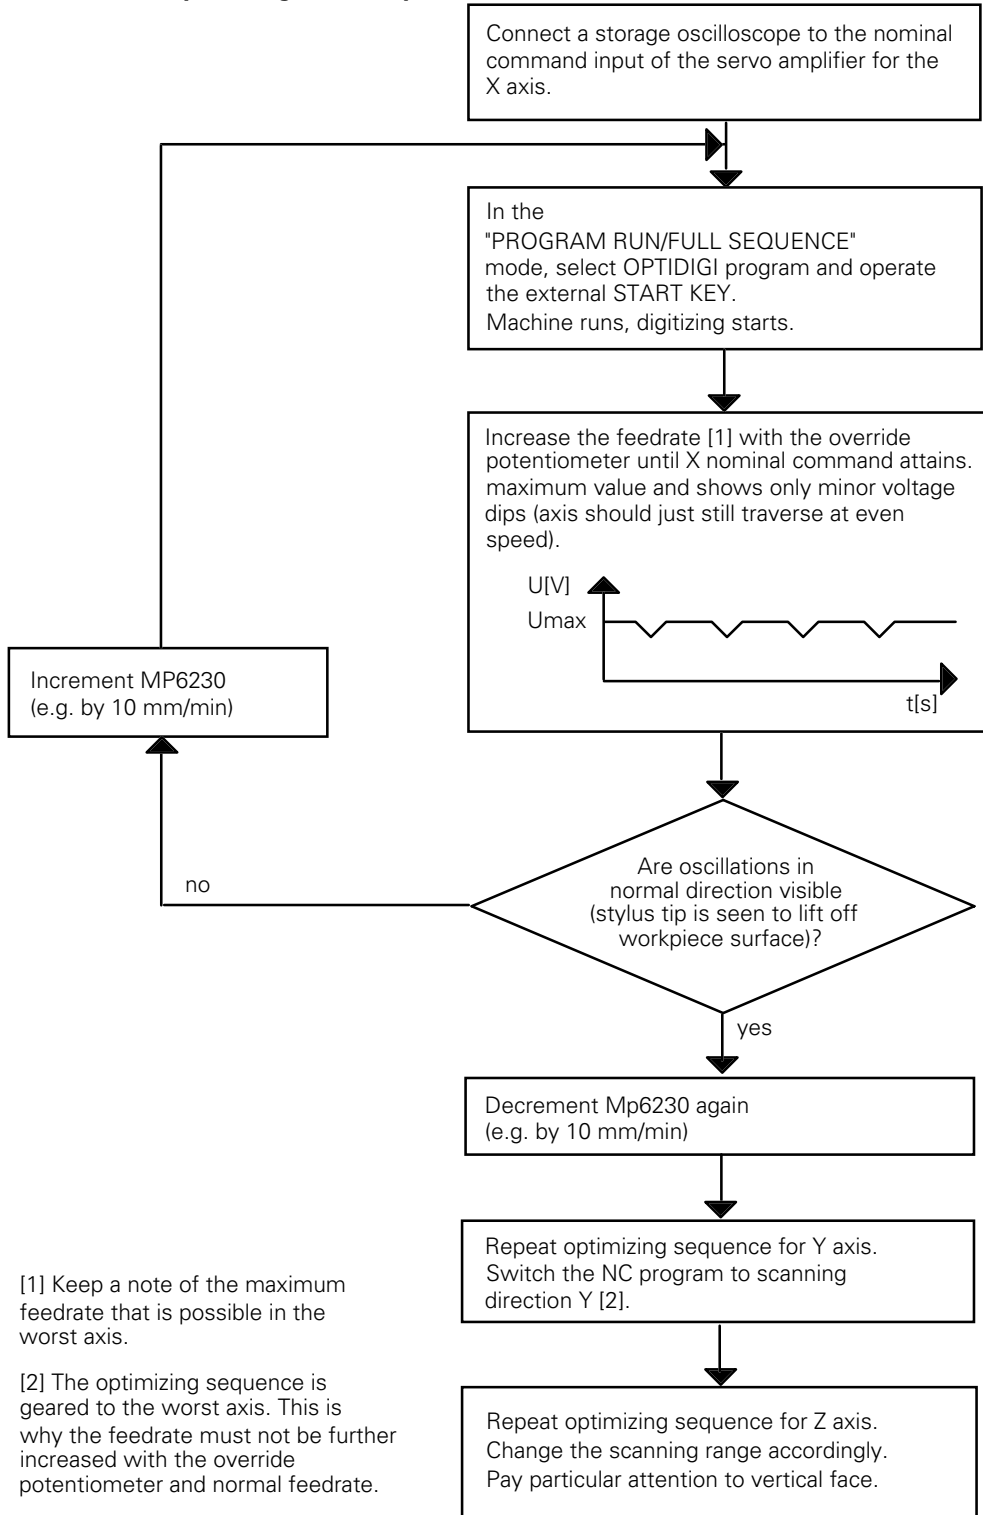 Connect a storage oscilloscope to the nominal
command input of the servo amplifier for the
X axis.
In the
"PROGRAM RUN/FULL SEQUENCE"
mode, select OPTIDIGI program and operate
the external START KEY.
Machine runs, digitizing starts.
Increase the feedrate [1] with the override
potentiometer until X nominal command attains.
maximum value and shows only minor voltage
dips (axis should just still traverse at even
speed).
U[V]
Umax
t[s]
Increment MP6230
(e.g. by 10 mm/min)
Are oscillations in
normal direction visible
(stylus tip is seen to lift off
workpiece surface)?
no
yes
Decrement Mp6230 again
(e.g. by 10 mm/min)
Repeat optimizing sequence for Y axis.
Switch the NC program to scanning
direction Y [2].
Repeat optimizing sequence for Z axis.
Change the scanning range accordingly.
Pay particular attention to vertical face.
[1] Keep a note of the maximum
feedrate that is possible in the
worst axis.
[2] The optimizing sequence is
geared to the worst axis. This is
why the feedrate must not be further
increased with the override
potentiometer and normal feedrate.